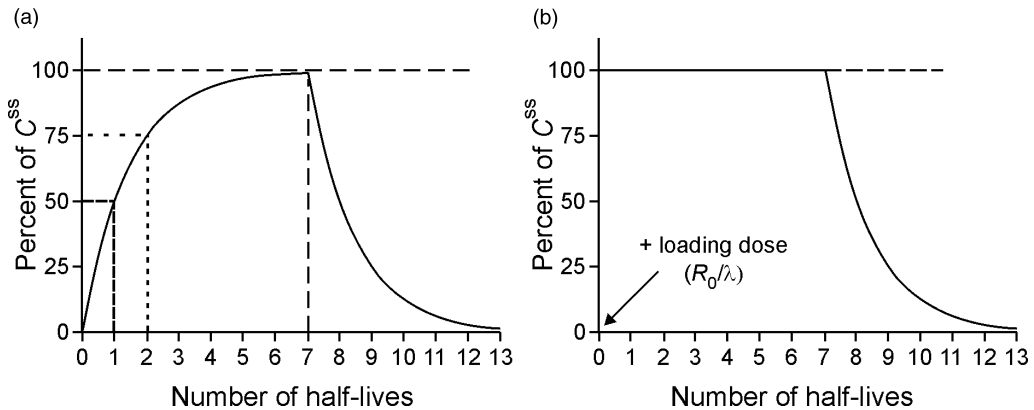 (a)
Percent of C^ss
100
75
50
25
0
0 1 2 3 4 5 6 7 8 9 10 11 12 13
Number of half-lives
(b)
Percent of C^ss
100
75
50
25
0
+ loading dose
(R₀/λ)
0 1 2 3 4 5 6 7 8 9 10 11 12 13
Number of half-lives